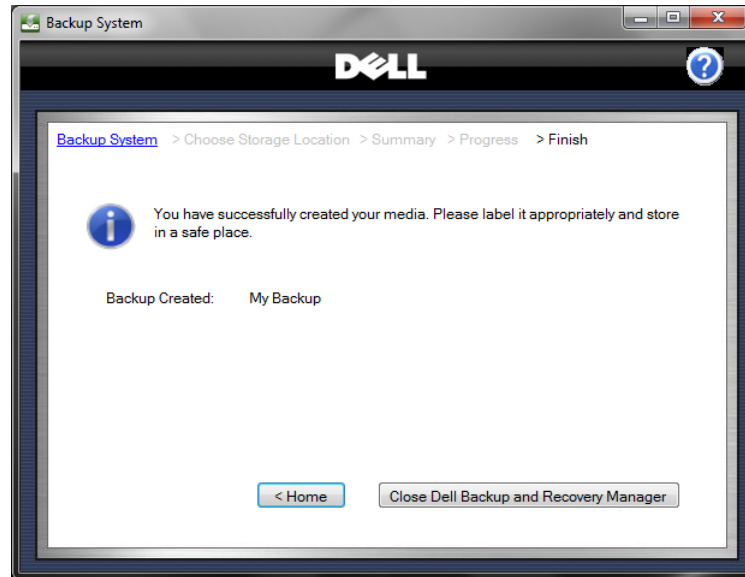 Backup System
DELL
?
Backup System > Choose Storage Location > Summary > Progress > Finish
i
You have successfully created your media. Please label it appropriately and store
in a safe place.
Backup Created: My Backup
< Home
Close Dell Backup and Recovery Manager